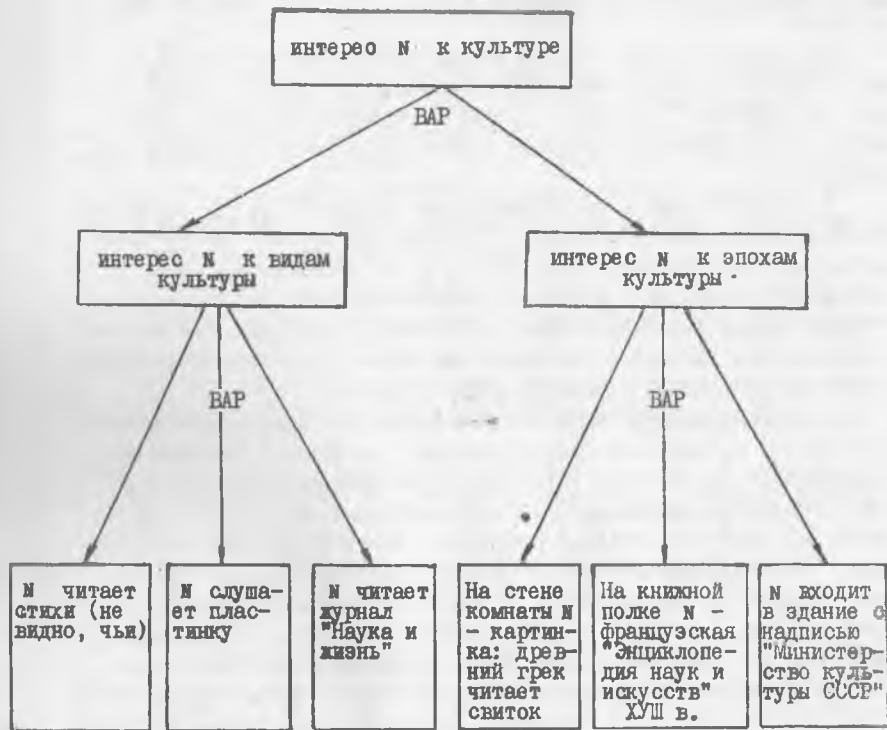 интерес N к культуре
ВАР
интерес N к видам
культуры
интерес N к эпохам
культуры
ВАР
ВАР
N читает
стихи (не
видно, чьи)
N слуша-
ет плас-
тинку
N читает
журнал
"Наука и
жизнь"
На стене
комнаты N
- картин-
ка: древ-
ний грек
читает
свиток
На книжной
полке N -
французская
"Энциклопе-
дия наук и
искусств"
ХУШ в.
N входит
в здание с
надписью
"Министер-
ство куль-
туры СССР"